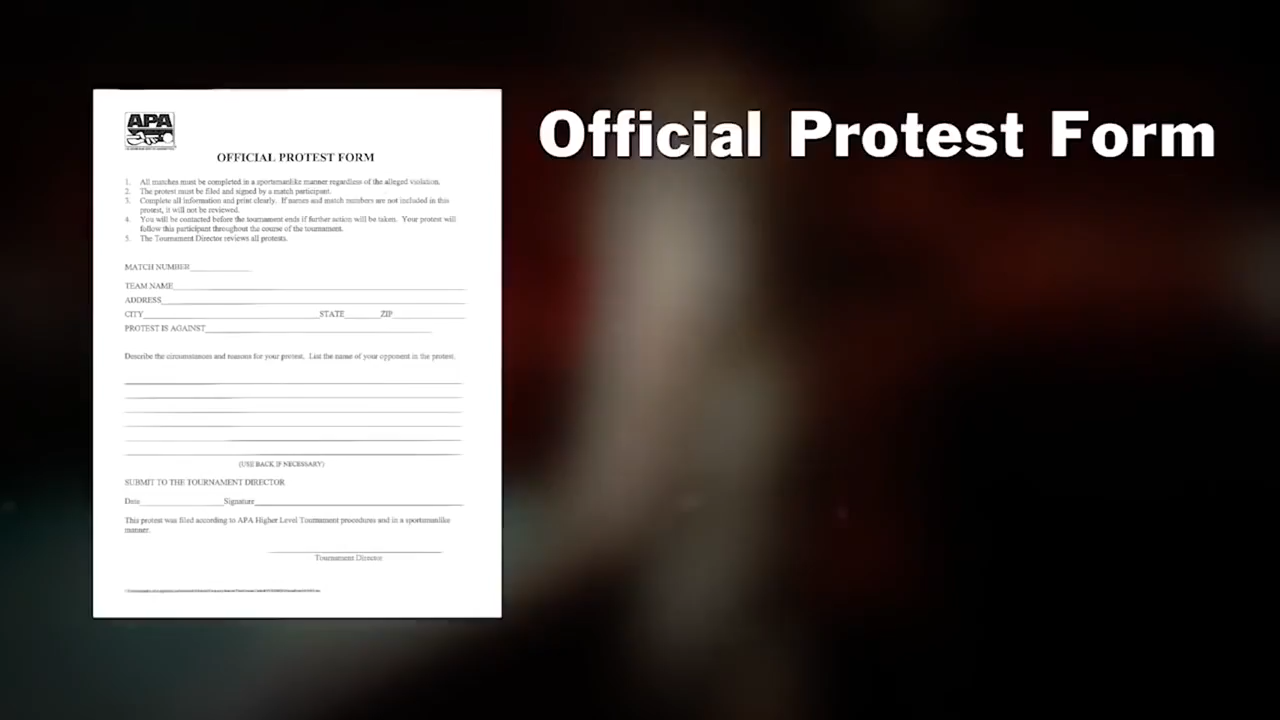 Official Protest Form
APA
OFFICIAL PROTEST FORM
1. All matches must be completed in a sportsmanlike manner regardless of the alleged violation.
2. The protest must be filed and signed by a match participant.
3. Complete all information and print clearly. If names and match numbers are not included in this
protest, it will not be reviewed.
4. You will be contacted before the tournament ends if further action will be taken. Your protest will
follow this participant throughout the course of the tournament.
5. The Tournament Director reviews all protests.
MATCH NUMBER
TEAM NAME
ADDRESS
CITY STATE ZIP
PROTEST IS AGAINST
Describe the circumstances and reasons for your protest. List the name of your opponent in the protest.
(USE BACK IF NECESSARY)
SUBMIT TO THE TOURNAMENT DIRECTOR
Date Signature
This protest was filed according to APA Higher Level Tournament procedures and in a sportsmanlike
manner.
Tournament Director